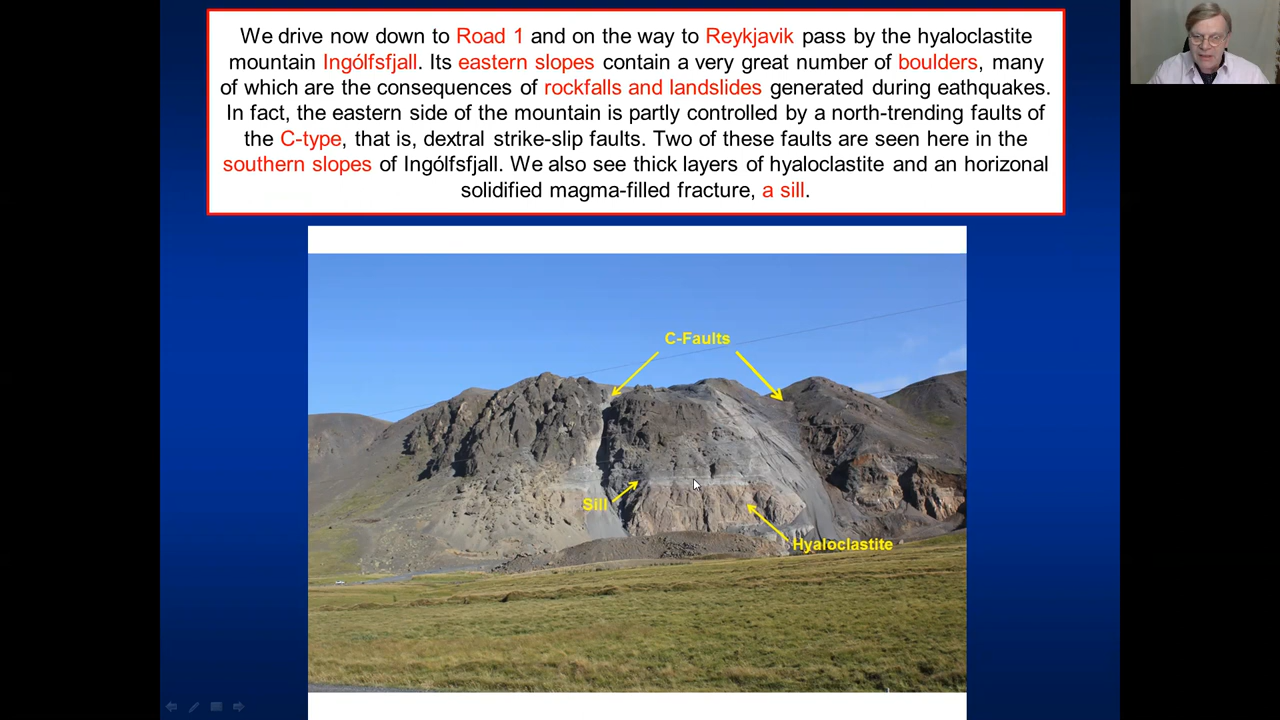 We drive now down to Road 1 and on the way to Reykjavik pass by the hyaloclastite
mountain Ingólfsfjall. Its eastern slopes contain a very great number of boulders, many
of which are the consequences of rockfalls and landslides generated during eathquakes.
In fact, the eastern side of the mountain is partly controlled by a north-trending faults of
the C-type, that is, dextral strike-slip faults. Two of these faults are seen here in the
southern slopes of Ingólfsfjall. We also see thick layers of hyaloclastite and an horizonal
solidified magma-filled fracture, a sill.
C-Faults
Sill
Hyaloclastite